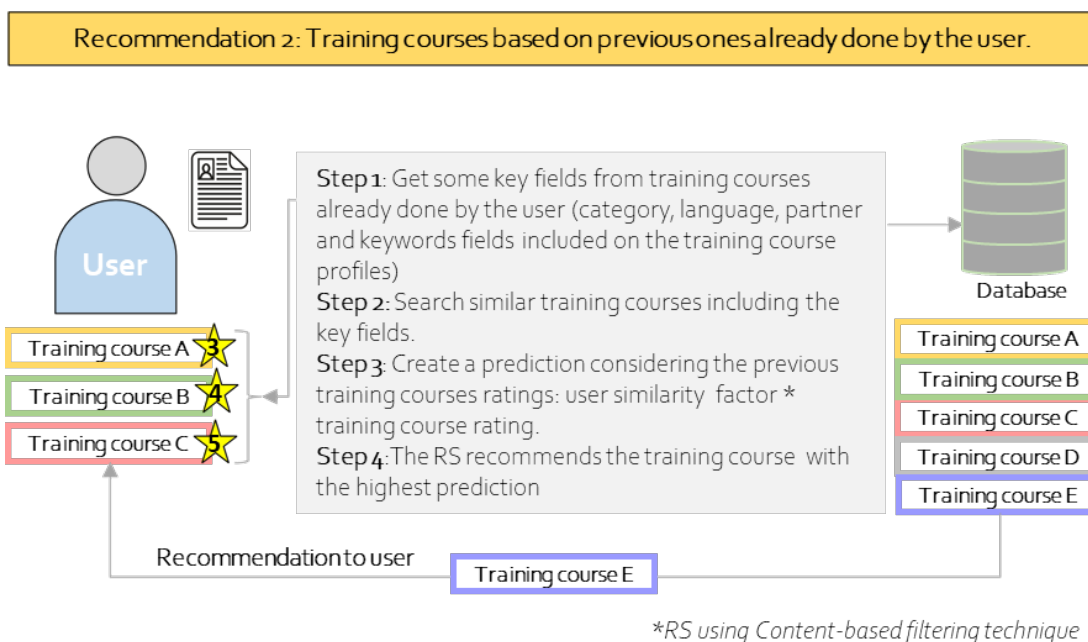 Recommendation 2: Training courses based on previous ones already done by the user.
User
Training course A
3
Training course B
4
Training course C
5
Step 1: Get some key fields from training courses
already done by the user (category, language, partner
and keywords fields included on the training course
profiles)
Step 2: Search similar training courses including the
key fields.
Step 3: Create a prediction considering the previous
training courses ratings: user similarity factor *
training course rating.
Step 4:The RS recommends the training course with
the highest prediction
Database
Training course A
Training course B
Training course C
Training course D
Training course E
Recommendation to user
Training course E
*RS using Content-based filtering technique